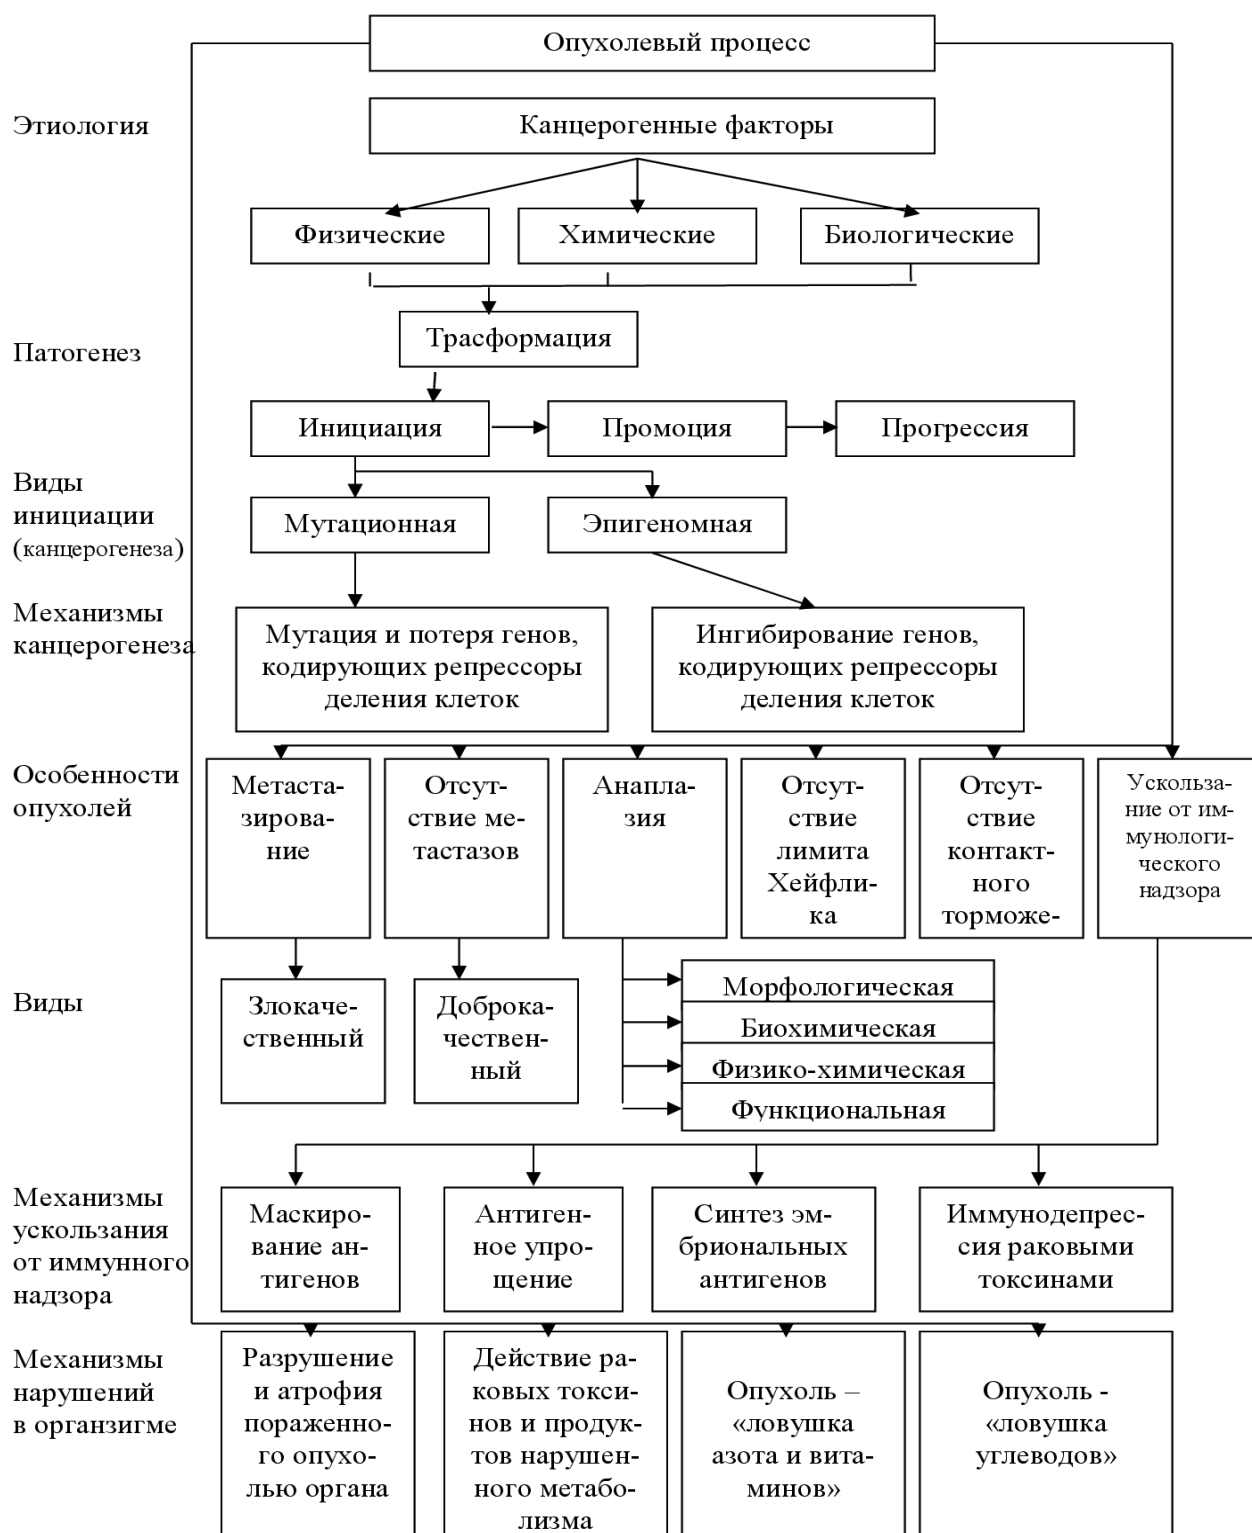 Опухолевый процесс
Этиология
Канцерогенные факторы
Физические
Химические
Биологические
Патогенез
Трасформация
Инициация
Промоция
Прогрессия
Виды
инициации
(канцерогенеза)
Мутационная
Эпигеномная
Механизмы
канцерогенеза
Мутация и потеря генов,
кодирующих репрессоры
деления клеток
Ингибирование генов,
кодирующих репрессоры
деления клеток
Особенности
опухолей
Метаста-
зирова-
ние
Отсут-
ствие ме-
тастазов
Анапла-
зия
Отсут-
ствие
лимита
Хейфли-
ка
Отсут-
ствие
контакт-
ного
торможе-
Ускольза-
ние от им-
мунологи-
ческого
надзора
Виды
Злокаче-
ственный
Доброка-
чествен-
ный
Морфологическая
Биохимическая
Физико-химическая
Функциональная
Механизмы
ускользания
от иммунного
надзора
Маскиро-
вание ан-
тигенов
Антиген-
ное упро-
щение
Синтез эм-
бриональных
антигенов
Иммунодепрес-
сия раковыми
токсинами
Механизмы
нарушений
в органзигме
Разрушение
и атрофия
пораженно-
го опухо-
лью органа
Действие ра-
ковых токси-
нов и продук-
тов нарушен-
ного метабо-
лизма
Опухоль –
«ловушка
азота и вита-
минов»
Опухоль -
«ловушка
углеводов»